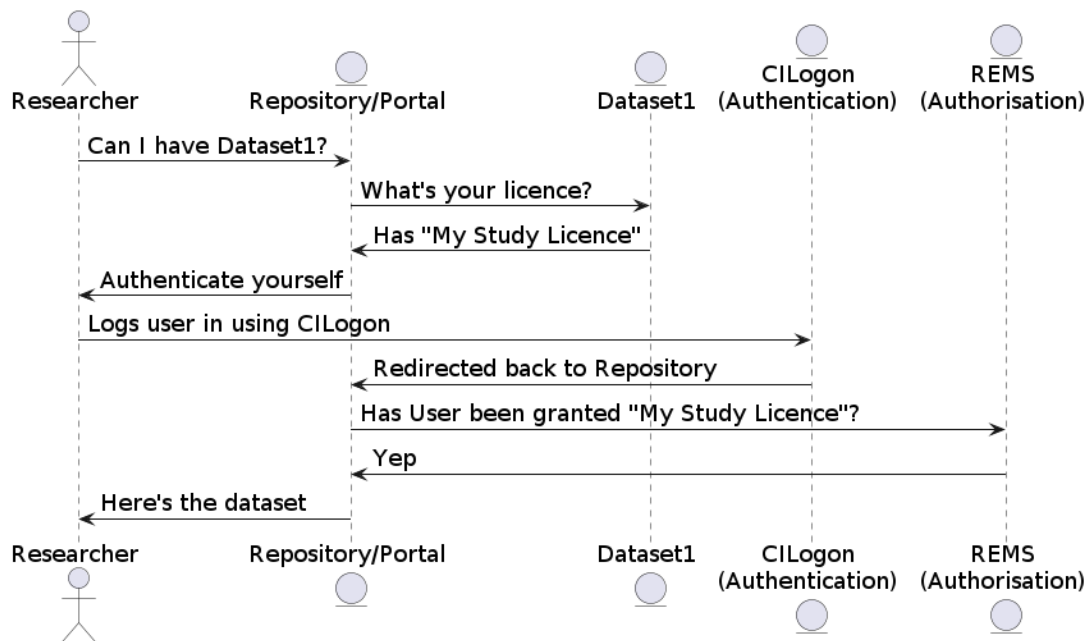 Researcher
Repository/Portal
Dataset1
CILogon
(Authentication)
REMS
(Authorisation)
Can I have Dataset1?
What's your licence?
Has "My Study Licence"
Authenticate yourself
Logs user in using CILogon
Redirected back to Repository
Has User been granted "My Study Licence"?
Yep
Here's the dataset
Researcher
Repository/Portal
Dataset1
CILogon
(Authentication)
REMS
(Authorisation)